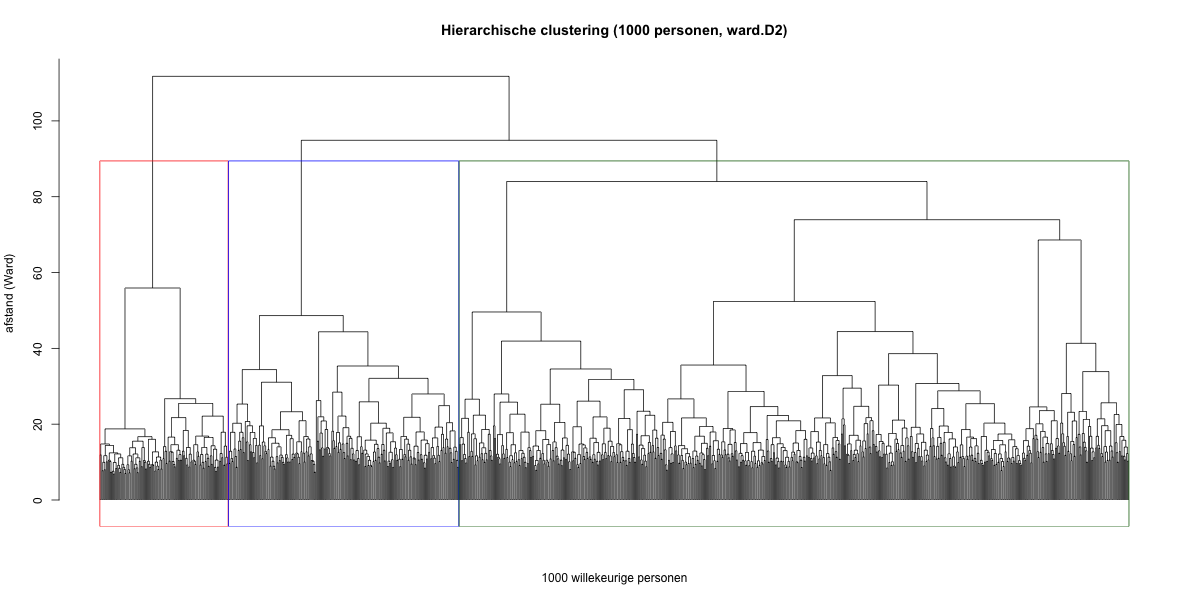 Hierarchische clustering (1000 personen, ward.D2)
afstand (Ward)
100
80
60
40
20
0
1000 willekeurige personen